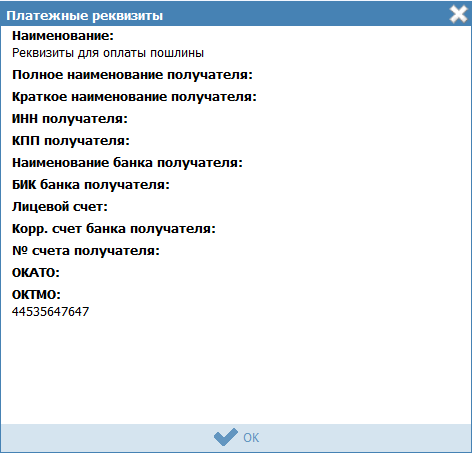 Платежные реквизиты
Наименование:
Реквизиты для оплаты пошлины
Полное наименование получателя:
Краткое наименование получателя:
ИНН получателя:
КПП получателя:
Наименование банка получателя:
БИК банка получателя:
Лицевой счет:
Корр. счет банка получателя:
№ счета получателя:
ОКАТО:
ОКТМО:
44535647647
ОК